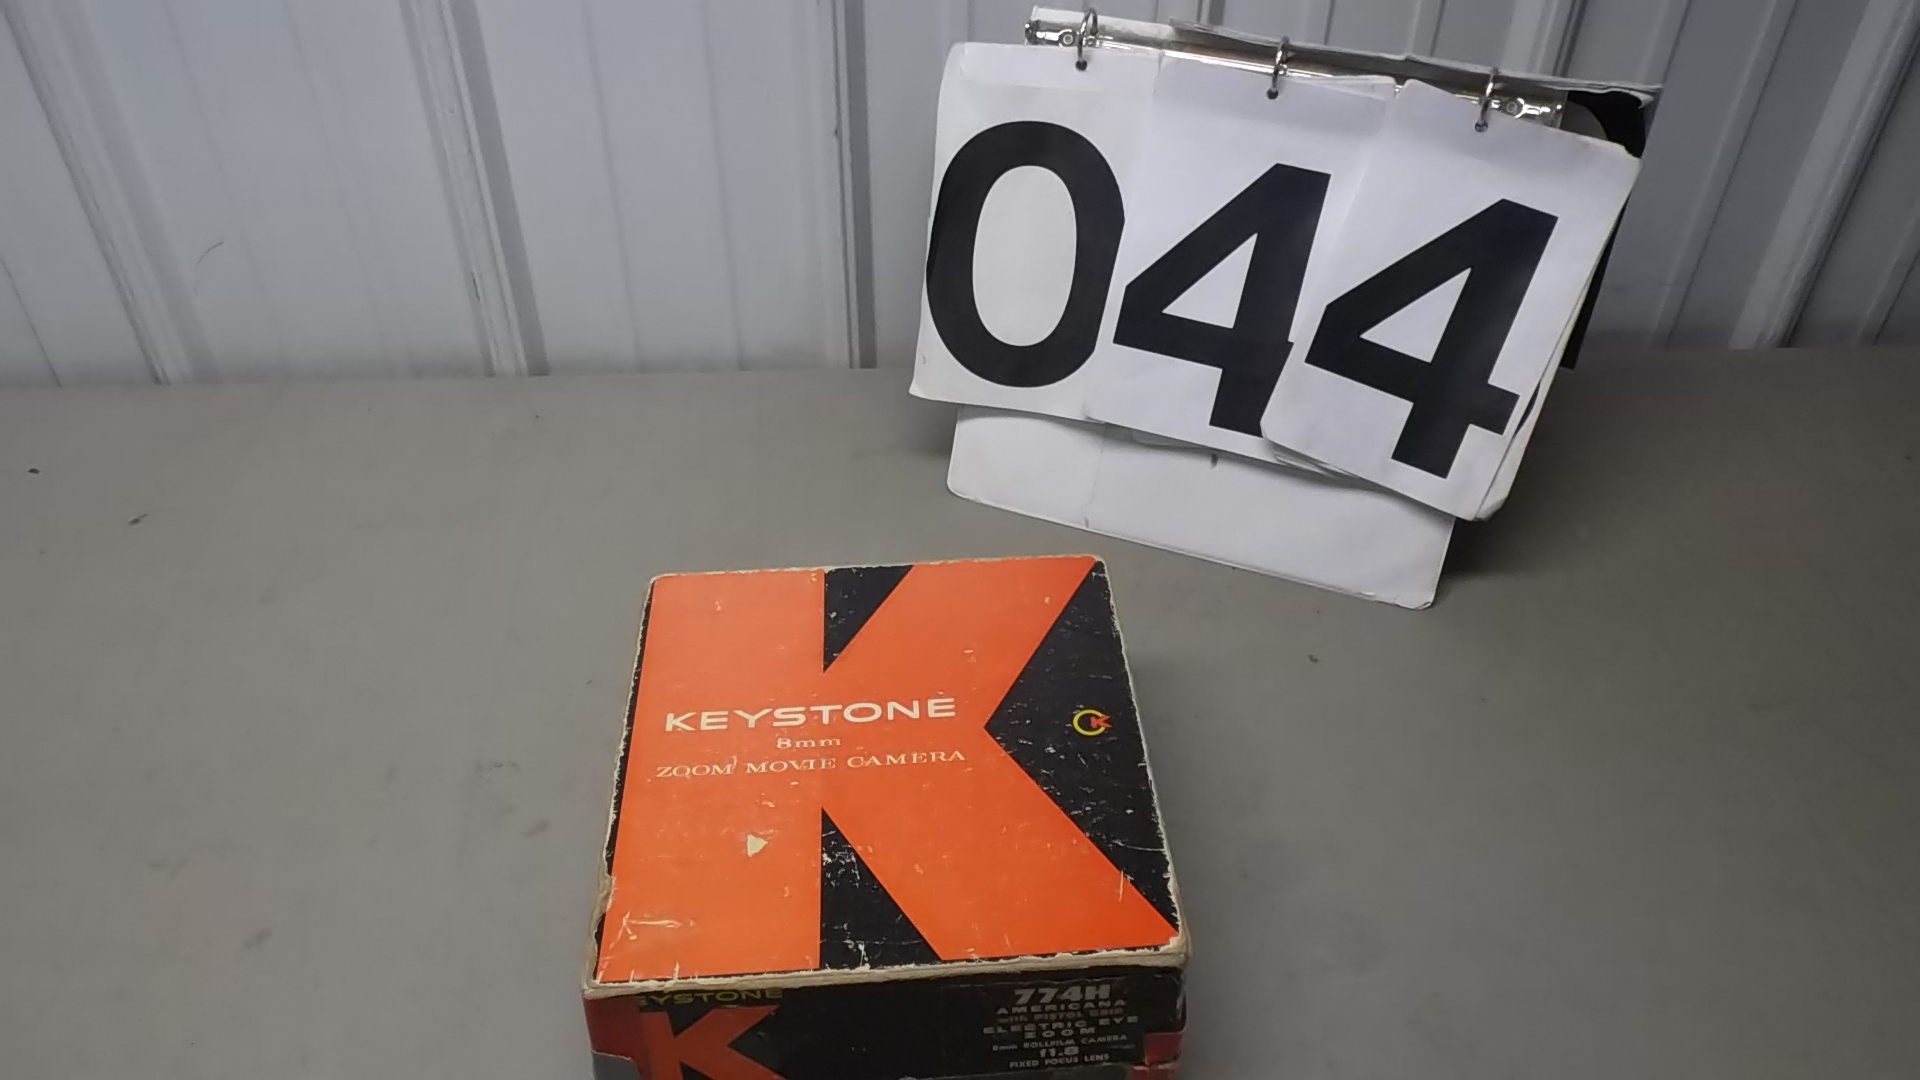 044
KEYSTONE
8mm
ZOOM MOVIE CAMERA
K
KEYSTONE
774H
AMERICANA
with PISTOL GRIP
ELECTRIC EYE
ZOOM
8mm ROLLFILM CAMERA
f1.8
FIXED FOCUS LENS